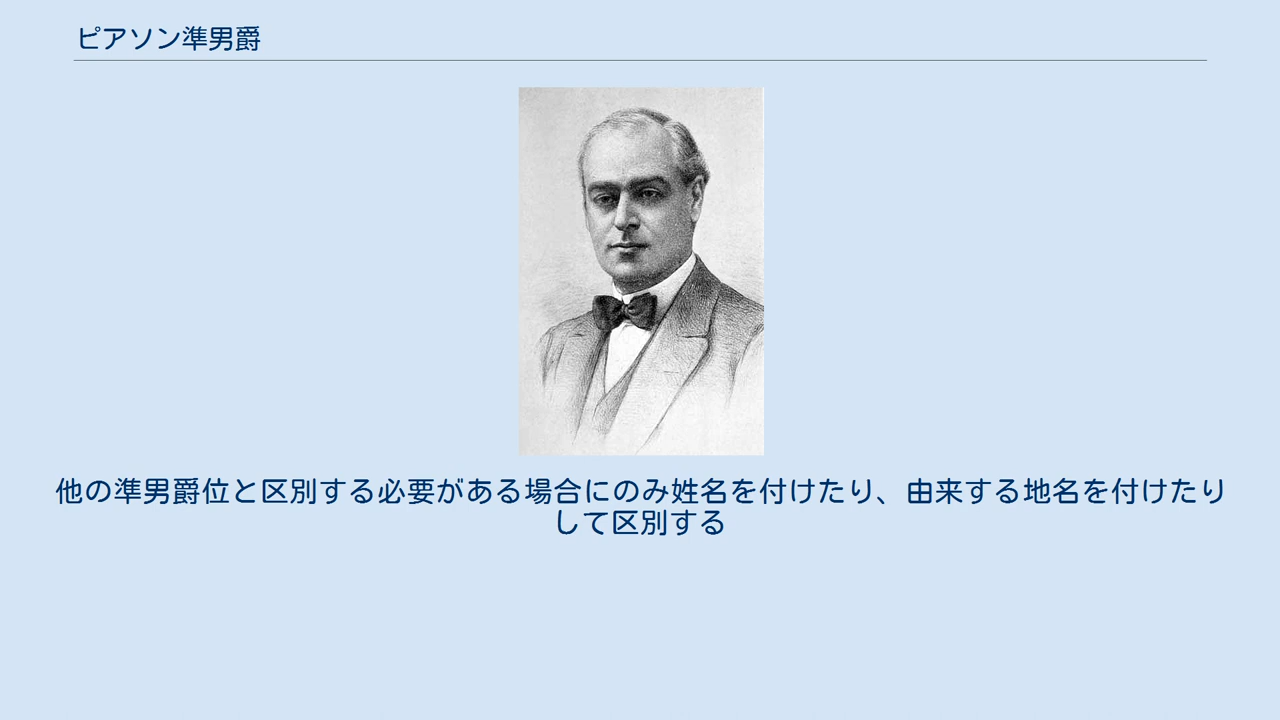 ピアソン準男爵
他の準男爵位と区別する必要がある場合にのみ姓名を付けたり、由来する地名を付けたり
して区別する